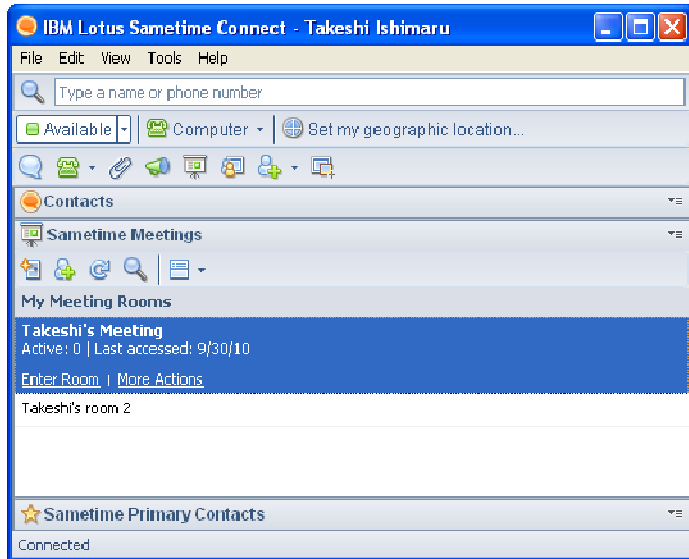 IBM Lotus Sametime Connect - Takeshi Ishimaru
File Edit View Tools Help
Type a name or phone number
Available Computer Set my geographic location...
Contacts
Sametime Meetings
My Meeting Rooms
Takeshi's Meeting
Active: 0 | Last accessed: 9/30/10
Enter Room | More Actions
Takeshi's room 2
Sametime Primary Contacts
Connected